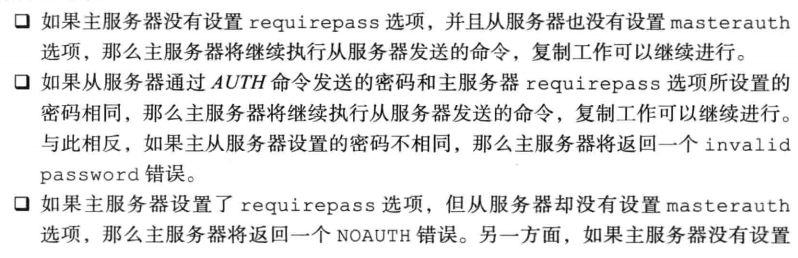 ❑ 如果主服务器没有设置 requirepass 选项，并且从服务器也没有设置 masterauth
选项，那么主服务器将继续执行从服务器发送的命令，复制工作可以继续进行。
❑ 如果从服务器通过 AUTH 命令发送的密码和主服务器 requirepass 选项所设置的
密码相同，那么主服务器将继续执行从服务器发送的命令，复制工作可以继续进行。
与此相反，如果主从服务器设置的密码不相同，那么主服务器将返回一个 invalid
password 错误。
❑ 如果主服务器设置了 requirepass 选项，但从服务器却没有设置 masterauth
选项，那么主服务器将返回一个 NOAUTH 错误。另一方面，如果主服务器没有设置